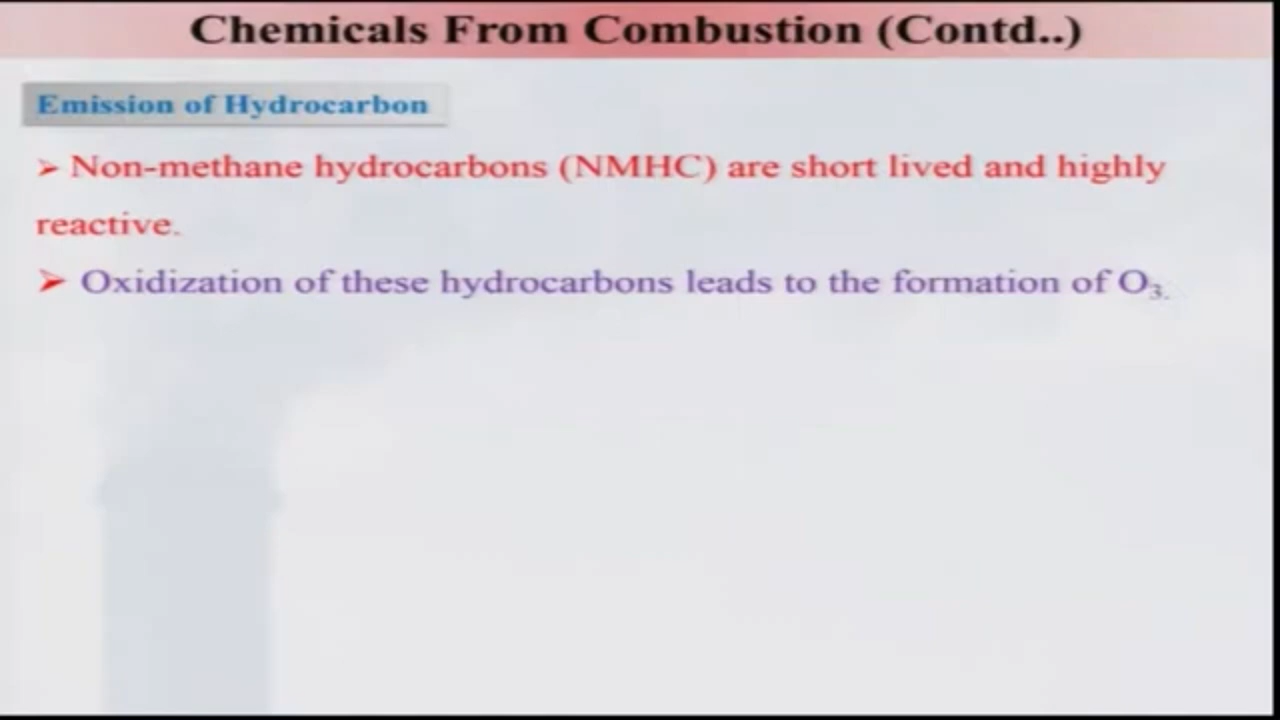 Chemicals From Combustion (Contd..)
Emission of Hydrocarbon
➢ Non-methane hydrocarbons (NMHC) are short lived and highly
reactive.
➢ Oxidization of these hydrocarbons leads to the formation of O₃.